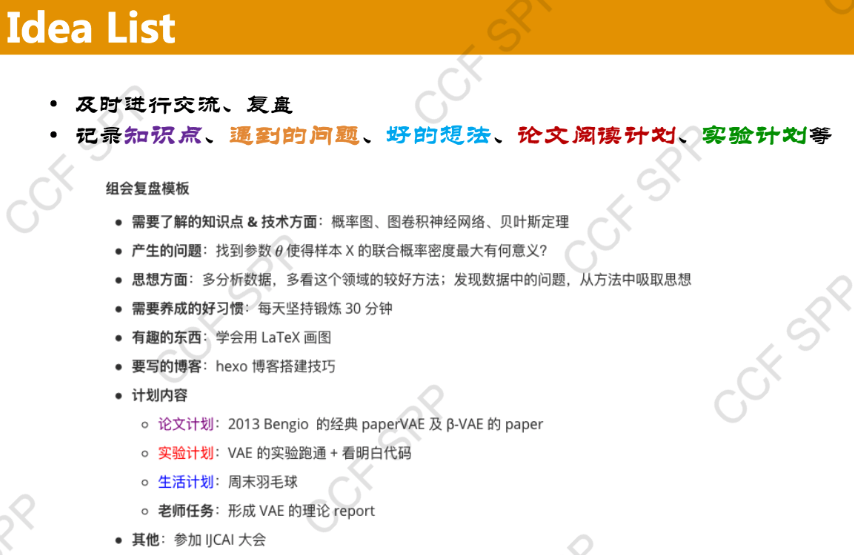 Idea List
• 及时进行交流、复盘
• 记录知识点、遇到的问题、好的想法、论文阅读计划、实验计划等
组会复盘模板
• 需要了解的知识点 & 技术方面：概率图、图卷积神经网络、贝叶斯定理
• 产生的问题：找到参数 θ 使得样本 X 的联合概率密度最大有何意义？
• 思想方面：多分析数据，多看这个领域的较好方法；发现数据中的问题，从方法中吸取思想
• 需要养成的好习惯：每天坚持锻炼 30 分钟
• 有趣的东西：学会用 LaTeX 画图
• 要写的博客：hexo 博客搭建技巧
• 计划内容
○ 论文计划：2013 Bengio 的经典 paperVAE 及 β-VAE 的 paper
○ 实验计划：VAE 的实验跑通 + 看明白代码
○ 生活计划：周末羽毛球
○ 老师任务：形成 VAE 的理论 report
• 其他：参加 IJCAI 大会
CCF SPP
CCF SPP
CCF SPP
CCF SPP
CCF SPP
CCF SPP
CCF SPP
SPP